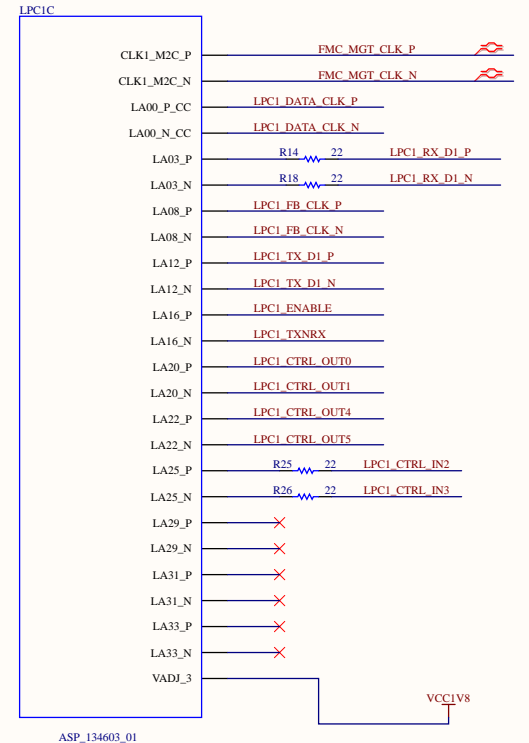 LPC1C
CLK1_M2C_P FMC_MGT_CLK_P
CLK1_M2C_N FMC_MGT_CLK_N
LA00_P_CC LPC1_DATA_CLK_P
LA00_N_CC LPC1_DATA_CLK_N
LA03_P R14 22 LPC1_RX_D1_P
LA03_N R18 22 LPC1_RX_D1_N
LA08_P LPC1_FB_CLK_P
LA08_N LPC1_FB_CLK_N
LA12_P LPC1_TX_D1_P
LA12_N LPC1_TX_D1_N
LA16_P LPC1_ENABLE
LA16_N LPC1_TXNRX
LA20_P LPC1_CTRL_OUT0
LA20_N LPC1_CTRL_OUT1
LA22_P LPC1_CTRL_OUT4
LA22_N LPC1_CTRL_OUT5
LA25_P R25 22 LPC1_CTRL_IN2
LA25_N R26 22 LPC1_CTRL_IN3
LA29_P
LA29_N
LA31_P
LA31_N
LA33_P
LA33_N
VADJ_3
VCC1V8
ASP_134603_01